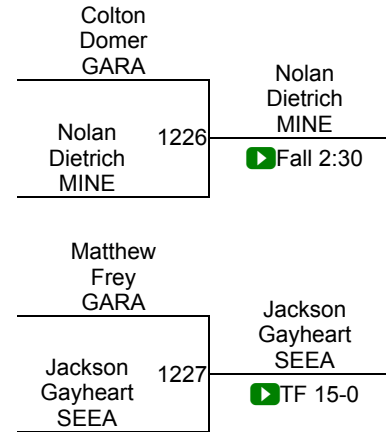 Colton
Domer
GARA
Nolan
Dietrich
MINE
1226
Nolan
Dietrich
MINE
Fall 2:30
Matthew
Frey
GARA
Jackson
Gayheart
SEEA
1227
Jackson
Gayheart
SEEA
TF 15-0